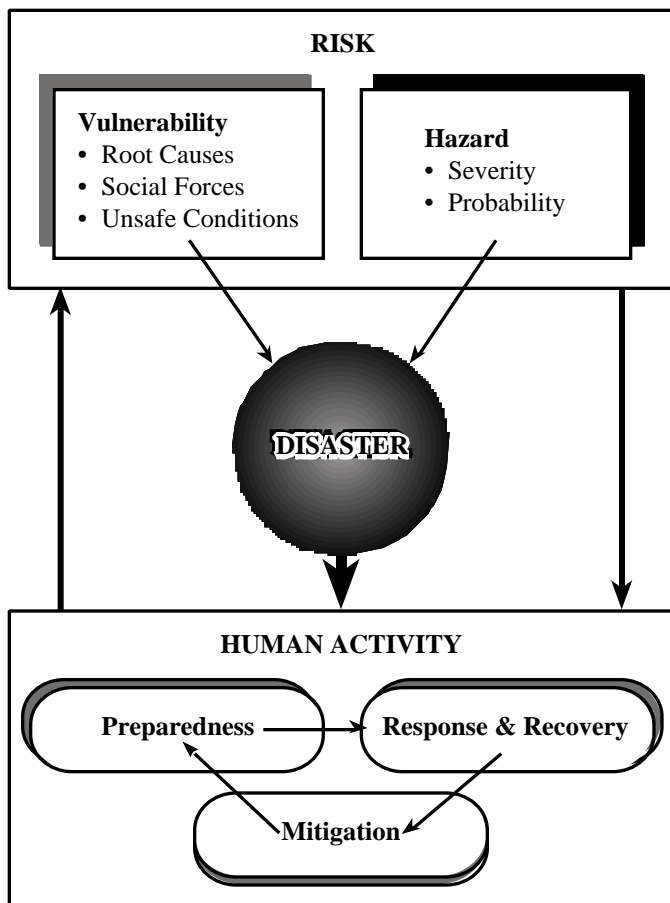 RISK
Vulnerability
• Root Causes
• Social Forces
• Unsafe Conditions
Hazard
• Severity
• Probability
DISASTER
HUMAN ACTIVITY
Preparedness
Response & Recovery
Mitigation